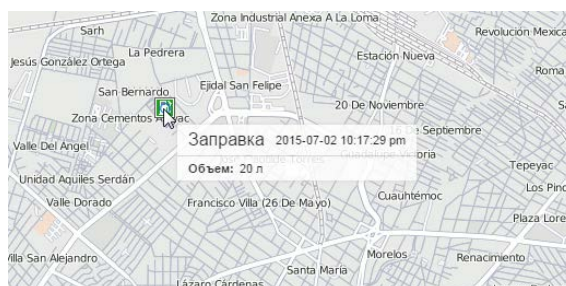 Zona Industrial Anexa A La Loma
Sarh
Revolución Mexica
La Pedrera
Estación Nueva
Jesús González Ortega
Roma
San Bernardo
Ejidal San Felipe
20 De Noviembre
Zona Cementos
Septiembre
Заправка 2015-07-02 10:17:29 pm
Valle Del Angel
Объем: 20 л
Tepeyac
Unidad Aquiles Serdán
Los Pinc
Cuauhtémoc
Valle Dorado
Francisco Villa (26 De Mayo)
Plaza Lore
Morelos
Renacimiento
Villa San Alejandro
Santa María
Lázaro Cárdenas